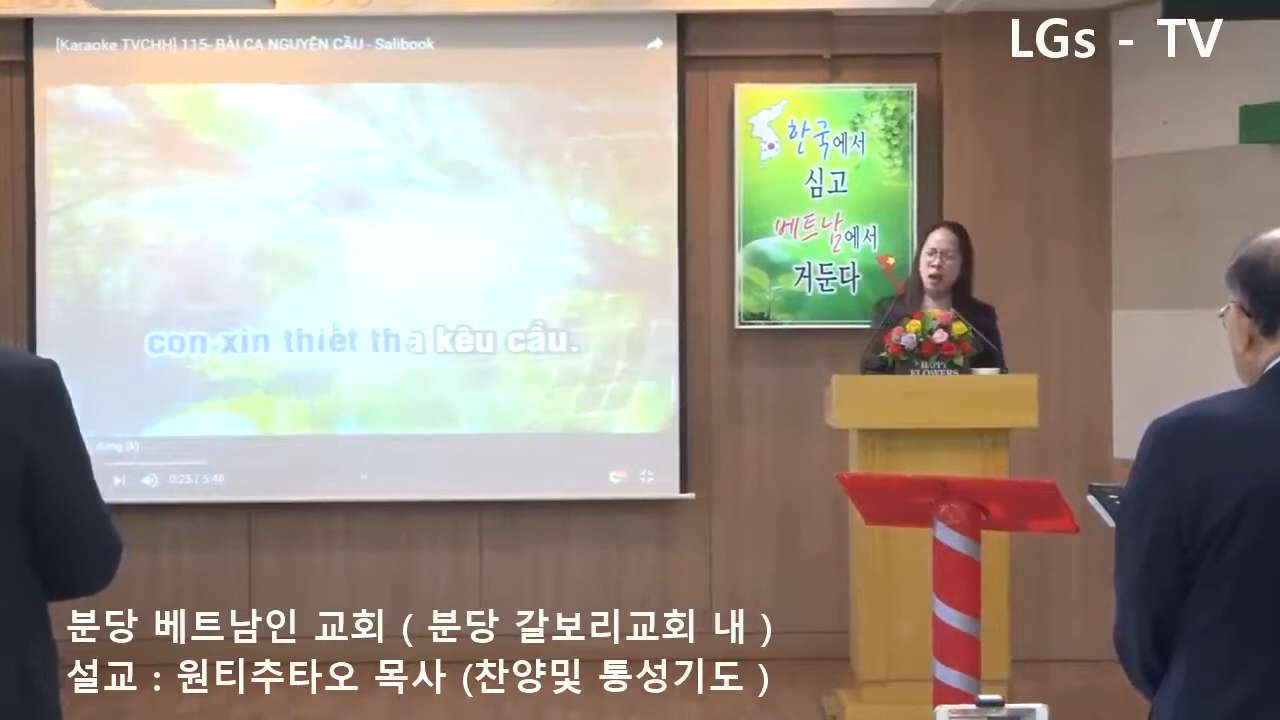 LGs - TV
[Karaoke TVCHH] 115- BÀI CA NGUYỆN CẦU - Salibook
한국에서
심고
베트남에서
거둔다
con xin thiết tha kêu cầu.
0:25 / 5:48
HAPPY
FLOWERS
분당 베트남인 교회 ( 분당 갈보리교회 내 )
설교 : 원티추타오 목사 (찬양및 통성기도 )